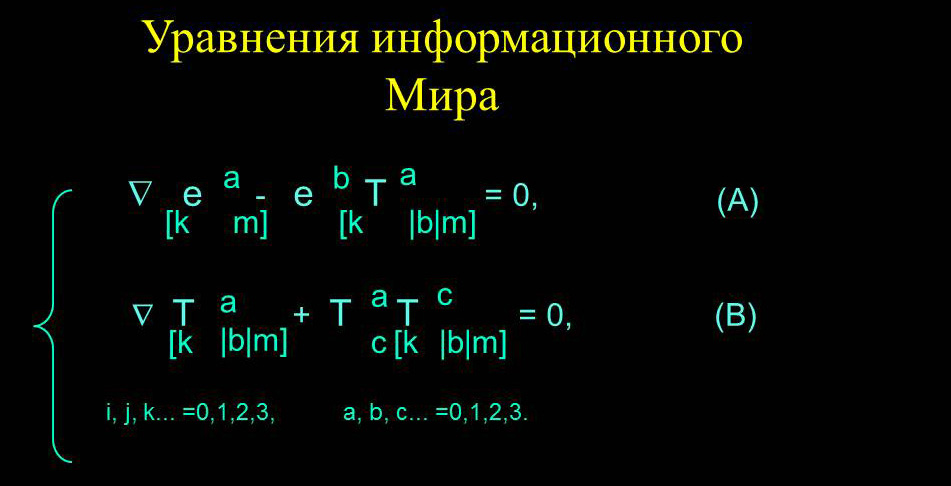 Уравнения информационного
Мира
∇[k e^a m] - e^b [k T^a |b|m] = 0, (A)
∇[k T^a |b|m] + T^a c[k T^c |b|m] = 0, (B)
i, j, k... =0,1,2,3, a, b, c... =0,1,2,3.